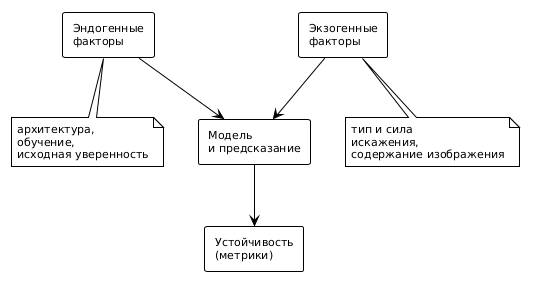 Эндогенные
факторы
Экзогенные
факторы
архитектура,
обучение,
исходная уверенность
Модель
и предсказание
тип и сила
искажения,
содержание изображения
Устойчивость
(метрики)